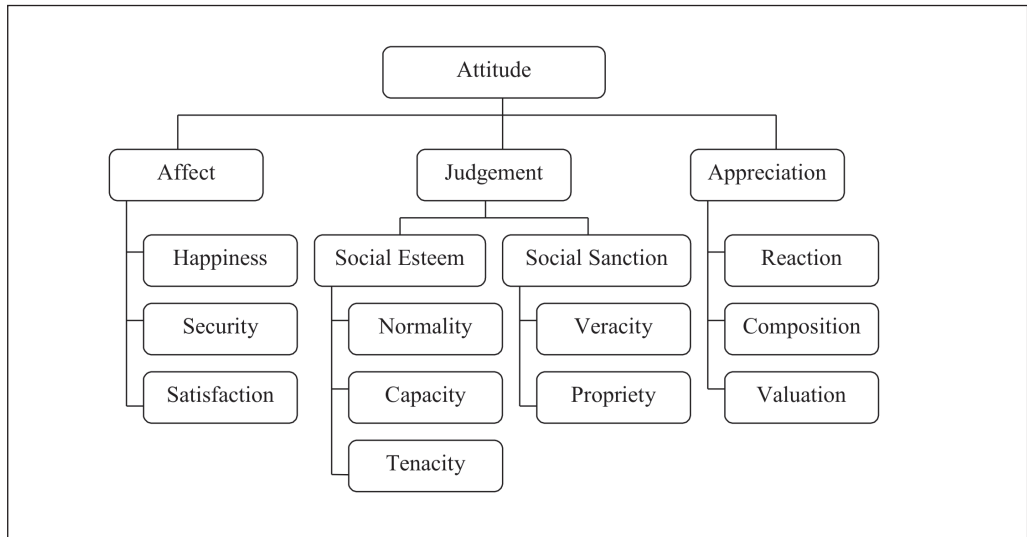 Attitude
Affect
Judgement
Appreciation
Happiness
Social Esteem
Social Sanction
Reaction
Security
Normality
Veracity
Composition
Satisfaction
Capacity
Propriety
Valuation
Tenacity